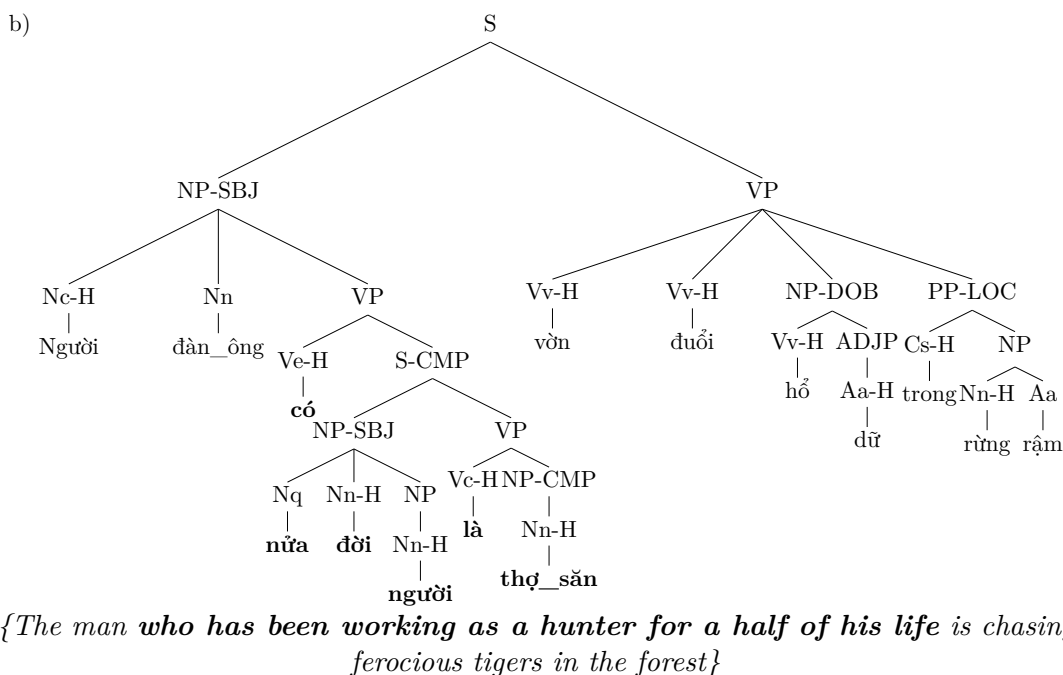 b)
S
NP-SBJ VP
Nc-H Nn VP Vv-H Vv-H NP-DOB PP-LOC
Người đàn_ông Ve-H S-CMP vờn đuổi Vv-H ADJP Cs-H NP
có hổ Aa-H trong Nn-H Aa
NP-SBJ VP dữ rừng rậm
Nq Nn-H NP Vc-H NP-CMP
nửa đời Nn-H là Nn-H
người thợ_săn
{The man who has been working as a hunter for a half of his life is chasin
ferocious tigers in the forest}